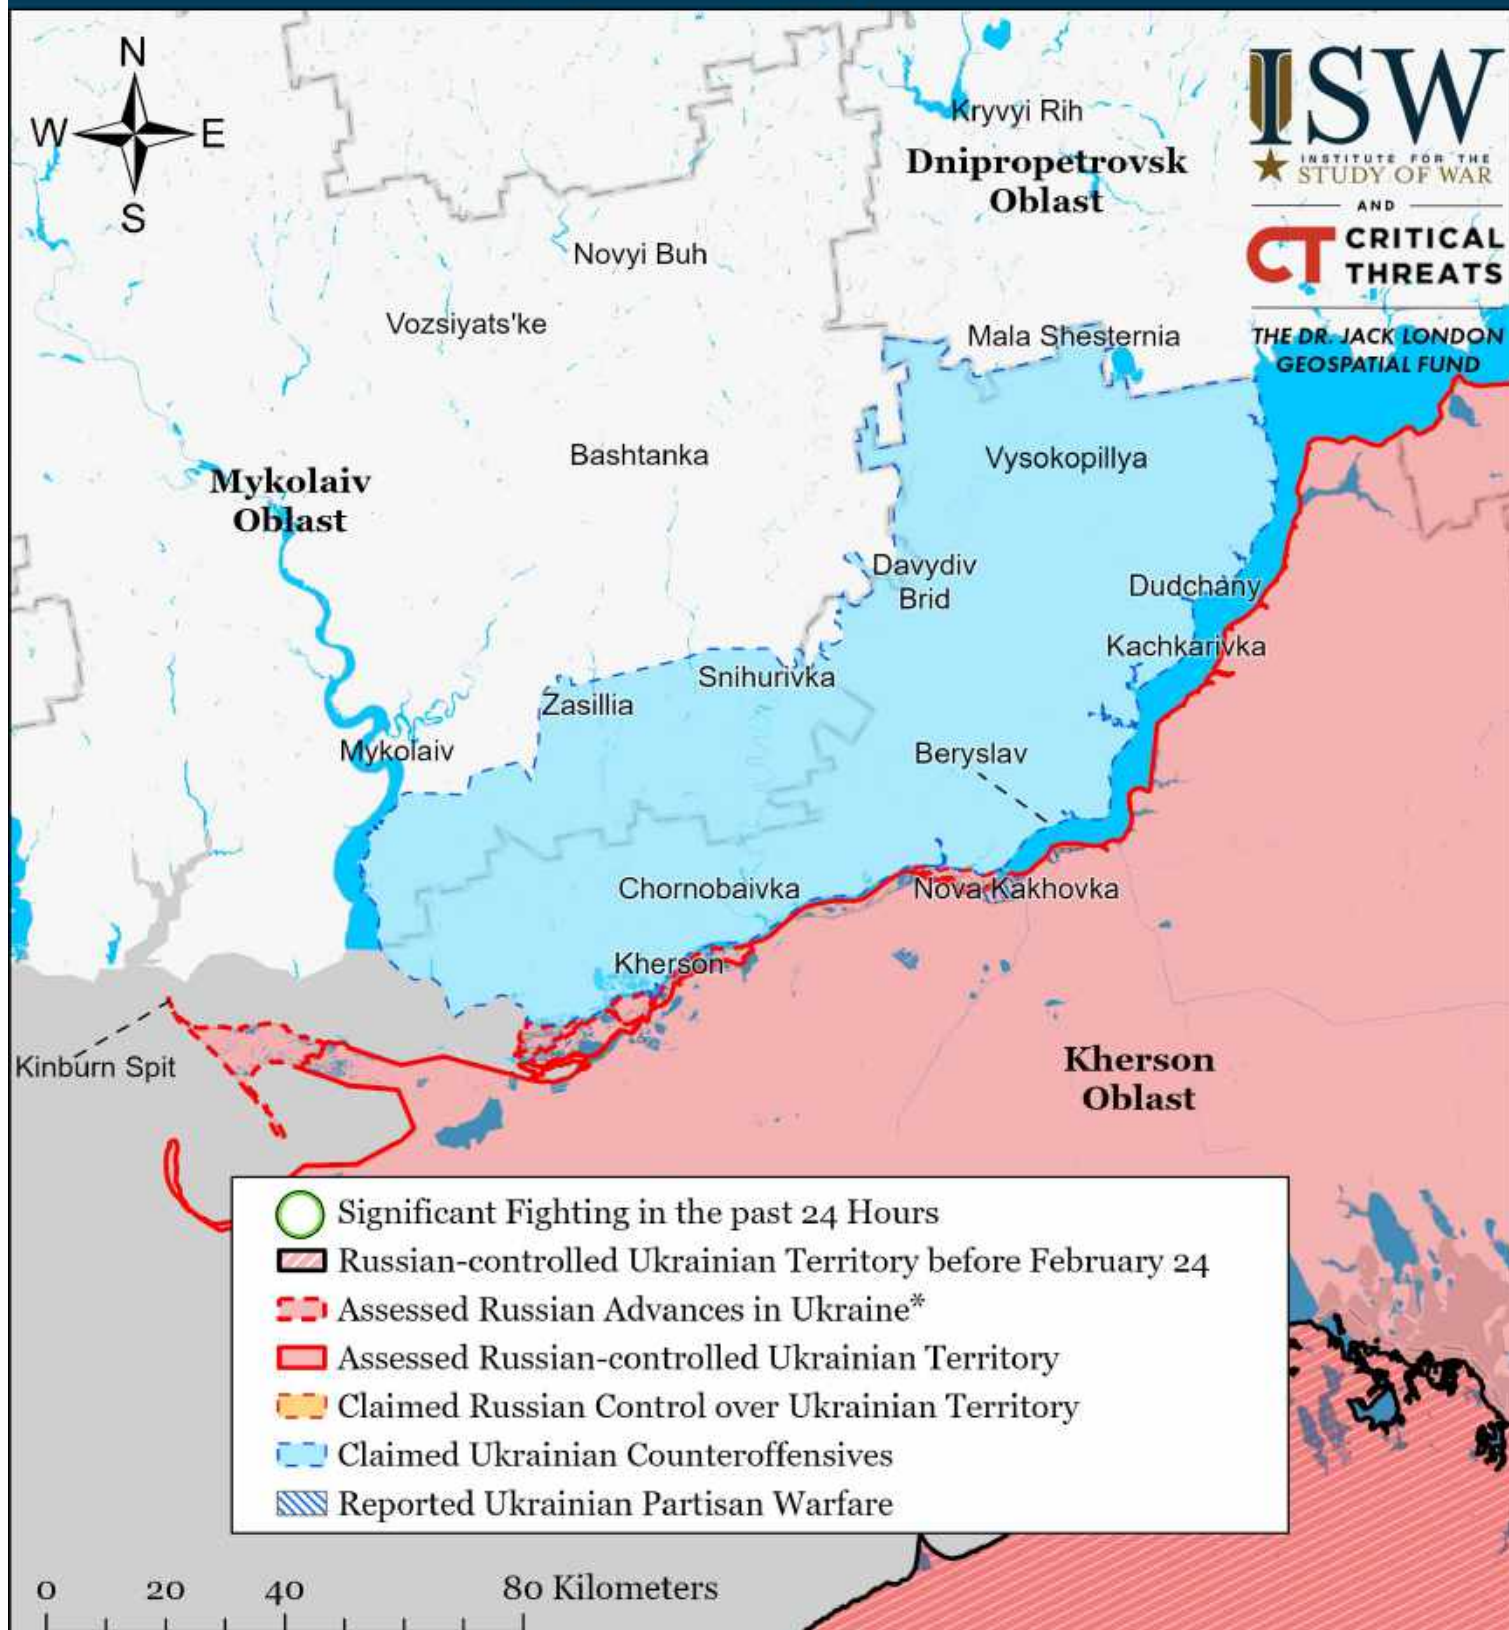 N
W E
S
ISW
INSTITUTE FOR THE
STUDY OF WAR
AND
CT CRITICAL
THREATS
THE DR. JACK LONDON
GEOSPATIAL FUND
Kryvyi Rih
Dnipropetrovsk
Oblast
Novyi Buh
Vozsiyats'ke
Mala Shesternia
Bashtanka
Vysokopillya
Mykolaiv
Oblast
Davydiv
Brid
Dudchany
Kachkarivka
Snihurivka
Zasillia
Mykolaiv
Beryslav
Chornobaivka
Nova Kakhovka
Kherson
Kinburn Spit
Kherson
Oblast
Significant Fighting in the past 24 Hours
Russian-controlled Ukrainian Territory before February 24
Assessed Russian Advances in Ukraine*
Assessed Russian-controlled Ukrainian Territory
Claimed Russian Control over Ukrainian Territory
Claimed Ukrainian Counteroffensives
Reported Ukrainian Partisan Warfare
0 20 40 80 Kilometers